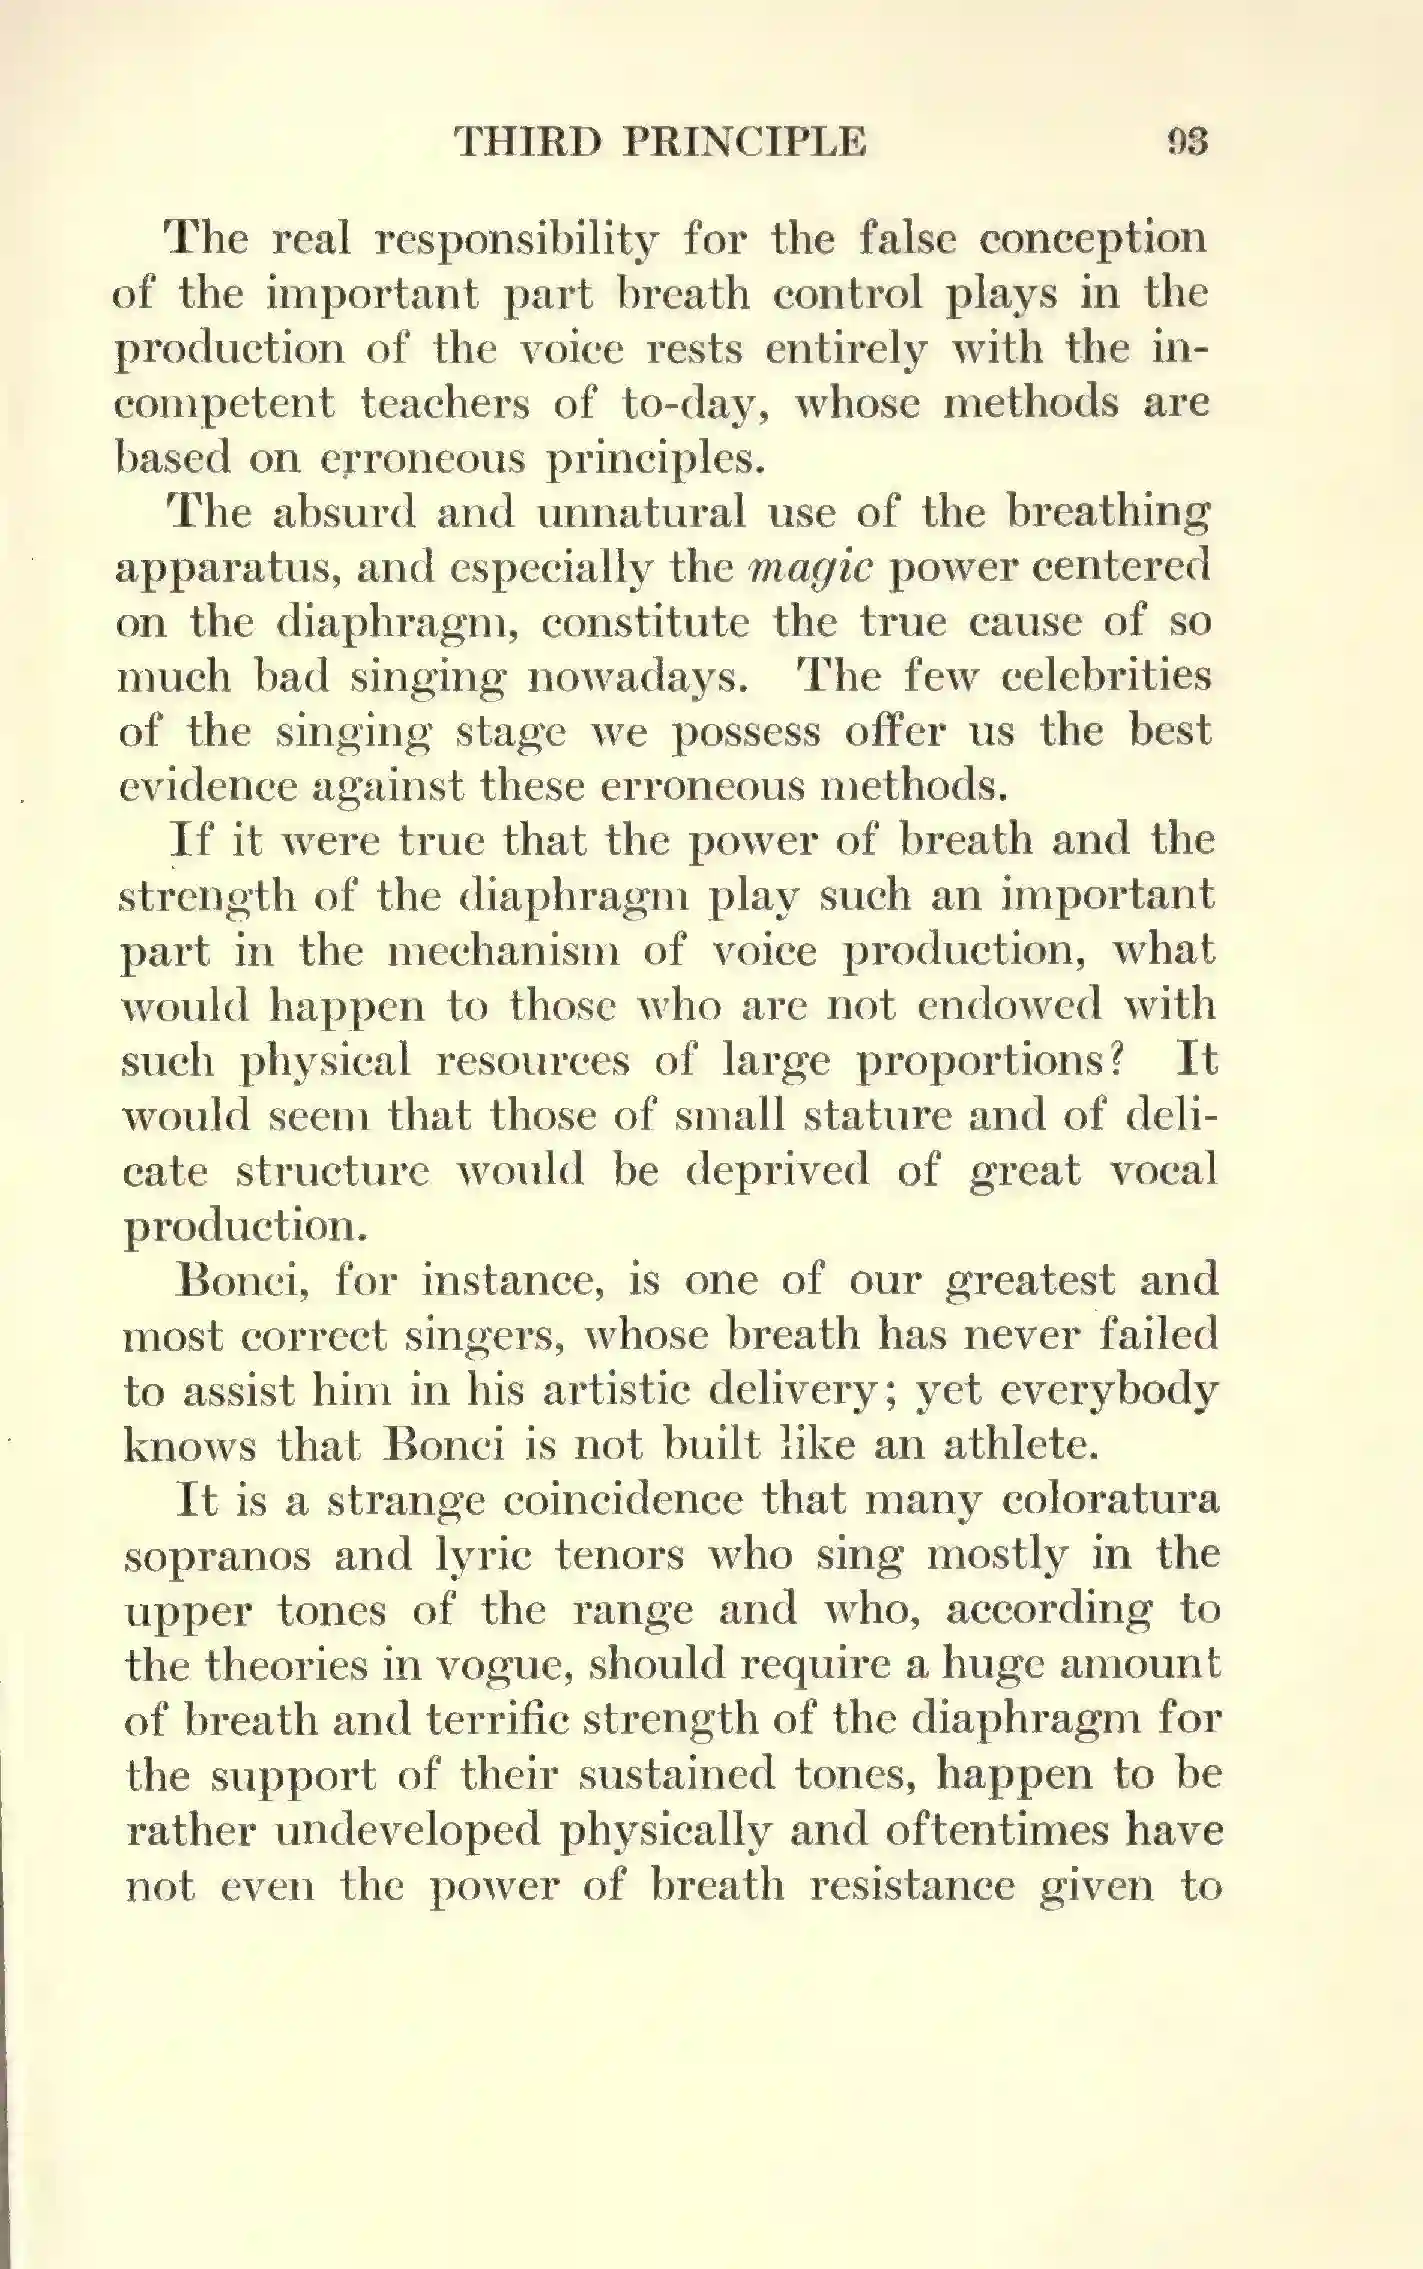 THIRD PRINCIPLE 93
The real responsibility for the false conception
of the important part breath control plays in the
production of the voice rests entirely with the in-
competent teachers of to-day, whose methods are
based on erroneous principles.
The absurd and unnatural use of the breathing
apparatus, and especially the magic power centered
on the diaphragm, constitute the true cause of so
much bad singing nowadays. The few celebrities
of the singing stage we possess offer us the best
evidence against these erroneous methods.
If it were true that the power of breath and the
strength of the diaphragm play such an important
part in the mechanism of voice production, what
would happen to those who are not endowed with
such physical resources of large proportions? It
would seem that those of small stature and of deli-
cate structure would be deprived of great vocal
production.
Bonci, for instance, is one of our greatest and
most correct singers, whose breath has never failed
to assist him in his artistic delivery; yet everybody
knows that Bonci is not built like an athlete.
It is a strange coincidence that many coloratura
sopranos and lyric tenors who sing mostly in the
upper tones of the range and who, according to
the theories in vogue, should require a huge amount
of breath and terrific strength of the diaphragm for
the support of their sustained tones, happen to be
rather undeveloped physically and oftentimes have
not even the power of breath resistance given to